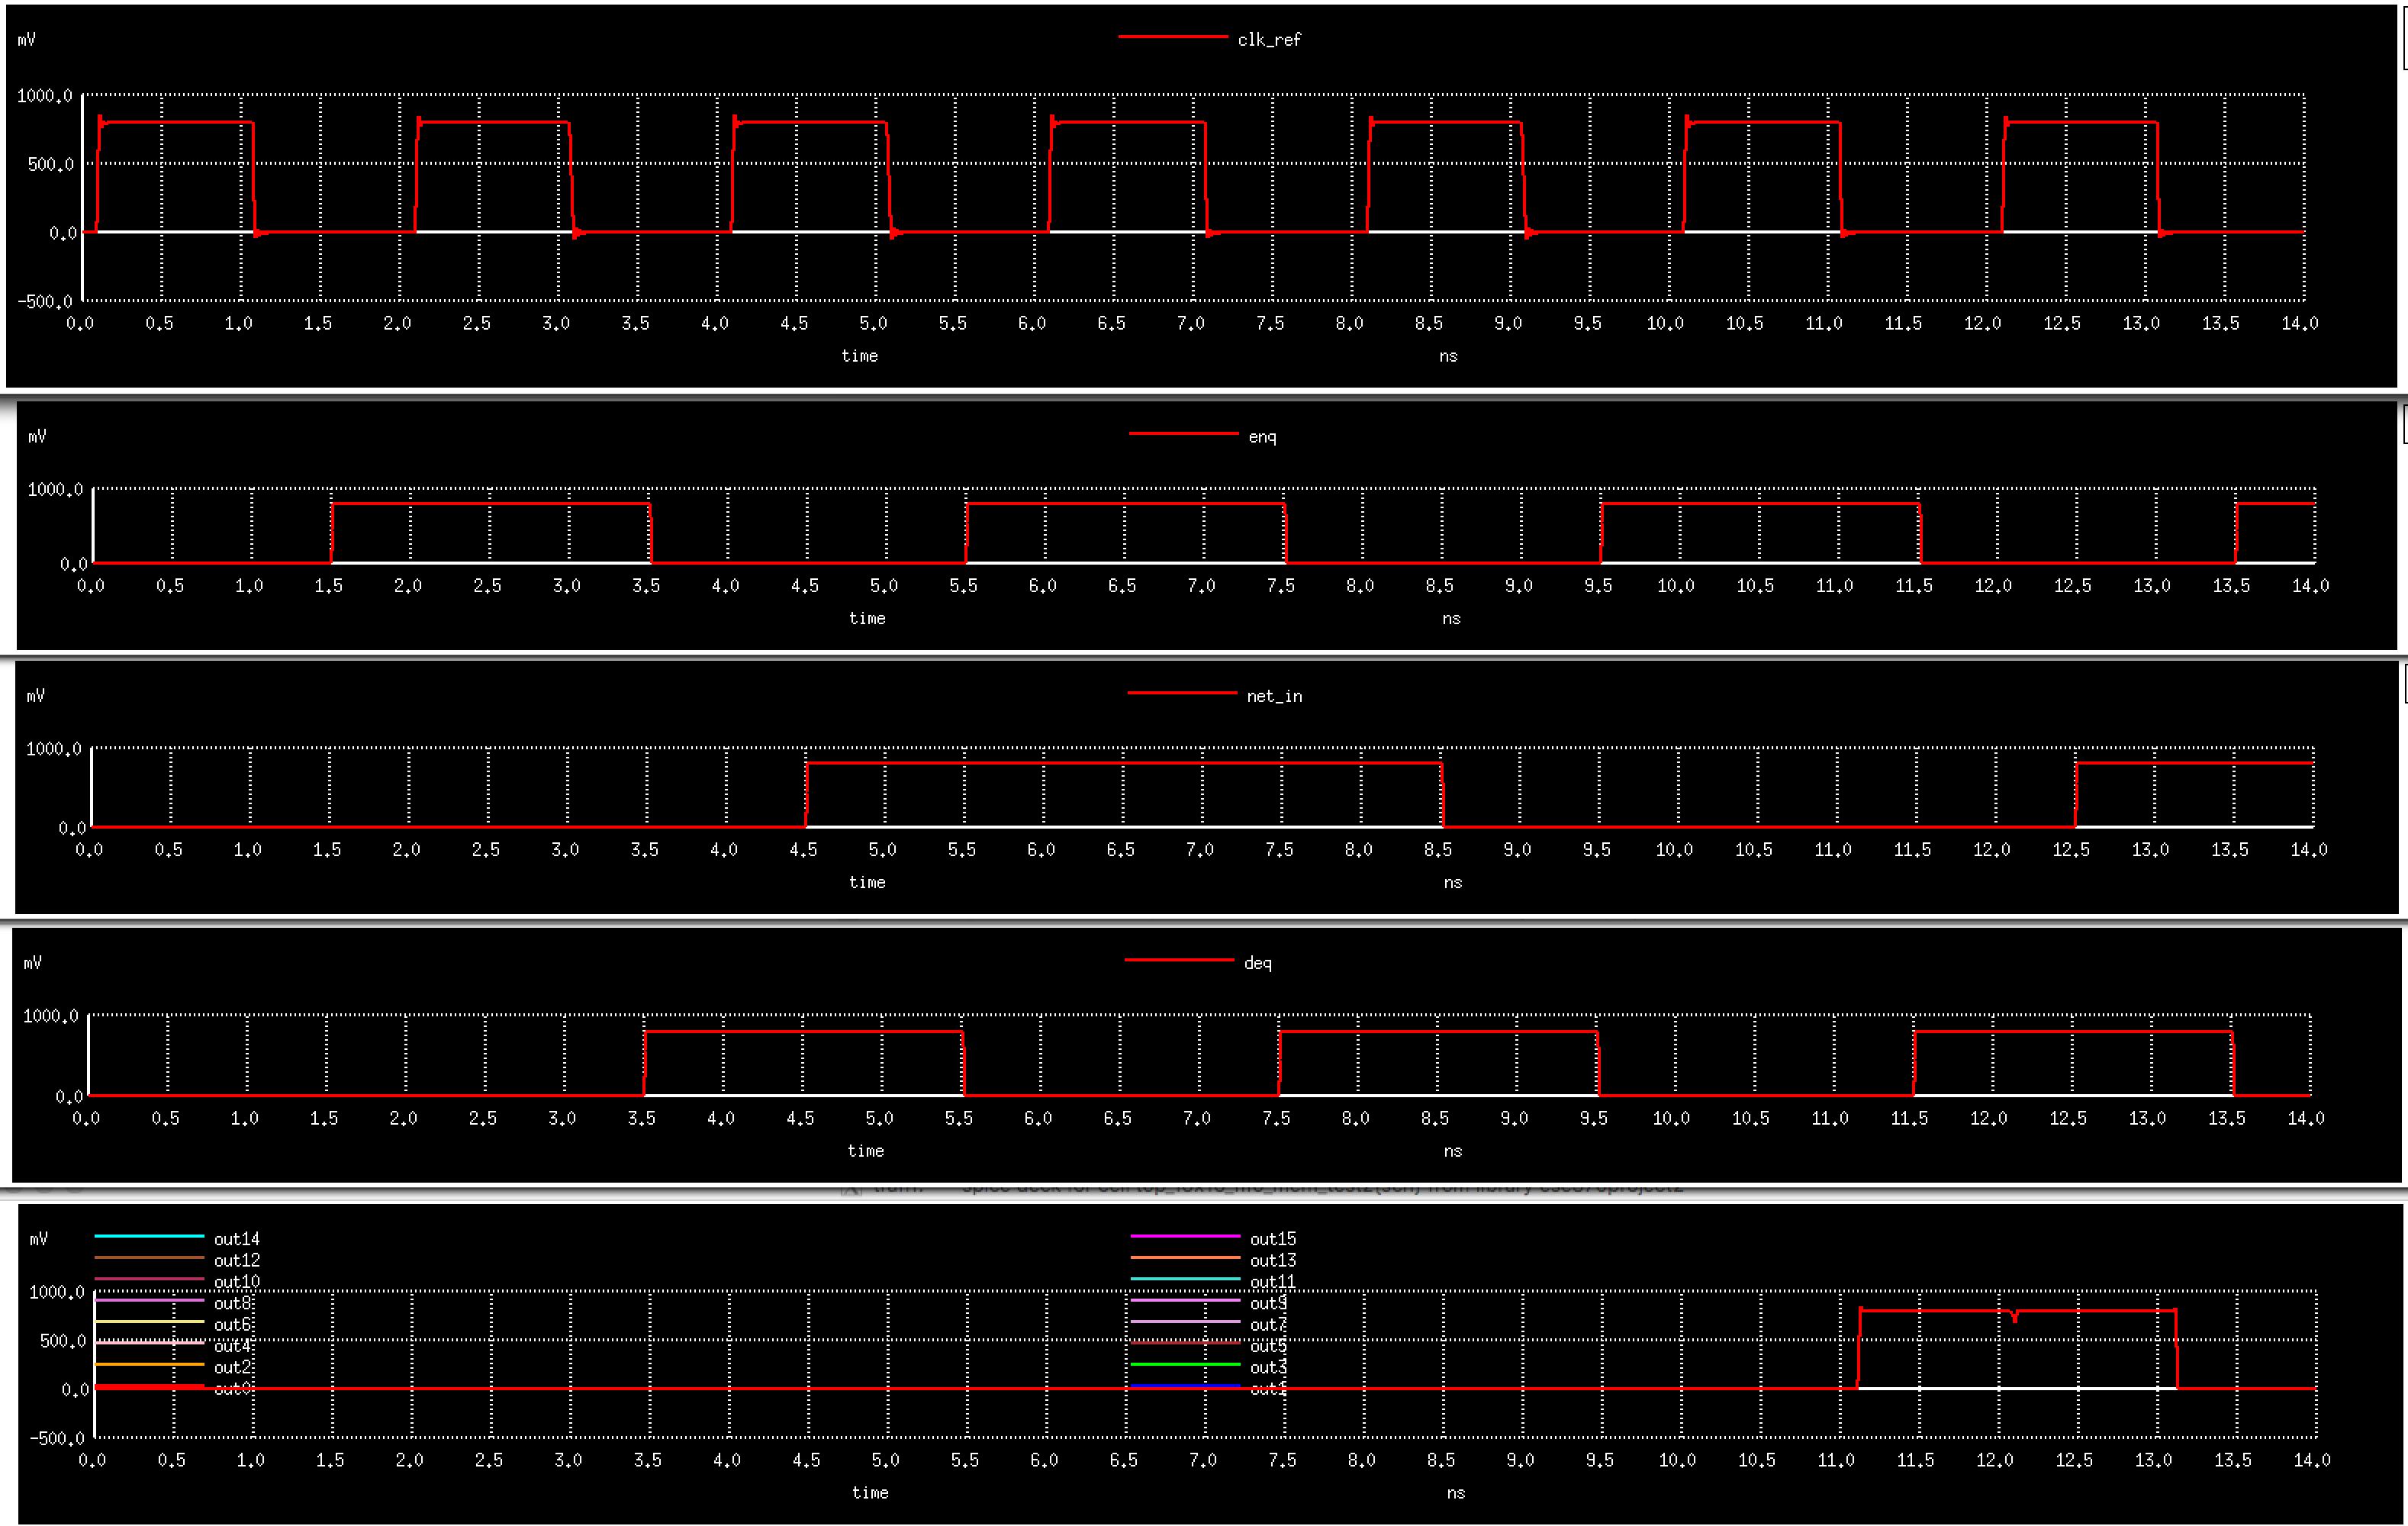 mV clk_ref
1000.0
500.0
0.0
-500.0
0.0 0.5 1.0 1.5 2.0 2.5 3.0 3.5 4.0 4.5 5.0 5.5 6.0 6.5 7.0 7.5 8.0 8.5 9.0 9.5 10.0 10.5 11.0 11.5 12.0 12.5 13.0 13.5 14.0
time ns
mV enq
1000.0
0.0
0.0 0.5 1.0 1.5 2.0 2.5 3.0 3.5 4.0 4.5 5.0 5.5 6.0 6.5 7.0 7.5 8.0 8.5 9.0 9.5 10.0 10.5 11.0 11.5 12.0 12.5 13.0 13.5 14.0
time ns
mV net_in
1000.0
0.0
0.0 0.5 1.0 1.5 2.0 2.5 3.0 3.5 4.0 4.5 5.0 5.5 6.0 6.5 7.0 7.5 8.0 8.5 9.0 9.5 10.0 10.5 11.0 11.5 12.0 12.5 13.0 13.5 14.0
time ns
mV deq
1000.0
0.0
0.0 0.5 1.0 1.5 2.0 2.5 3.0 3.5 4.0 4.5 5.0 5.5 6.0 6.5 7.0 7.5 8.0 8.5 9.0 9.5 10.0 10.5 11.0 11.5 12.0 12.5 13.0 13.5 14.0
time ns
mV out14 out15
out12 out13
out10 out11
1000.0 out8 out9
out6 out7
500.0 out4 out5
out2 out3
0.0 out0 out1
-500.0
0.0 0.5 1.0 1.5 2.0 2.5 3.0 3.5 4.0 4.5 5.0 5.5 6.0 6.5 7.0 7.5 8.0 8.5 9.0 9.5 10.0 10.5 11.0 11.5 12.0 12.5 13.0 13.5 14.0
time ns